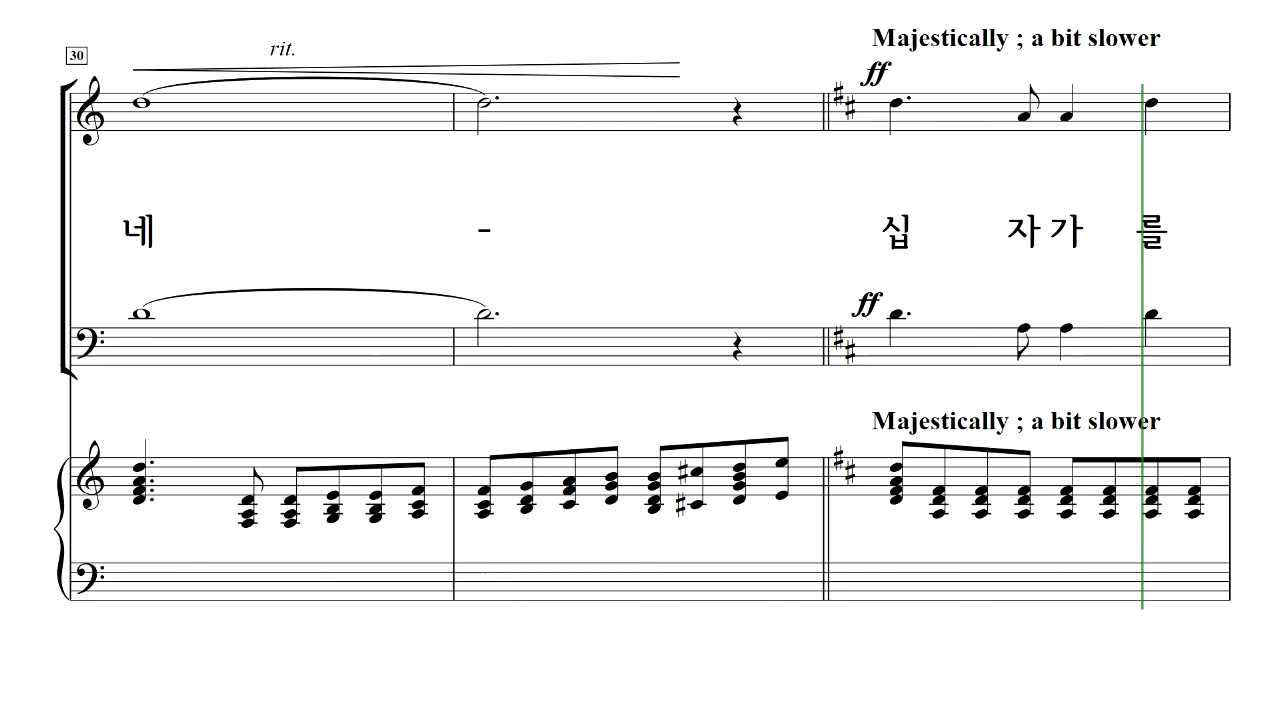 Majestically ; a bit slower
30
rit.
ff
네 - 십 자 가 를
ff
Majestically ; a bit slower